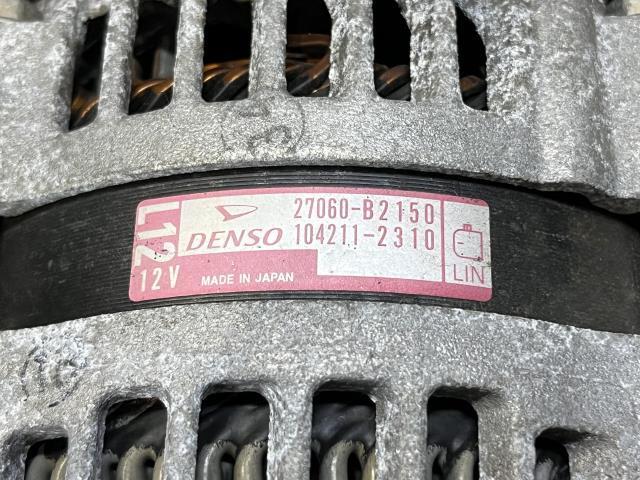 L12
27060-B2150
DENSO 104211-2310
12V MADE IN JAPAN LIN